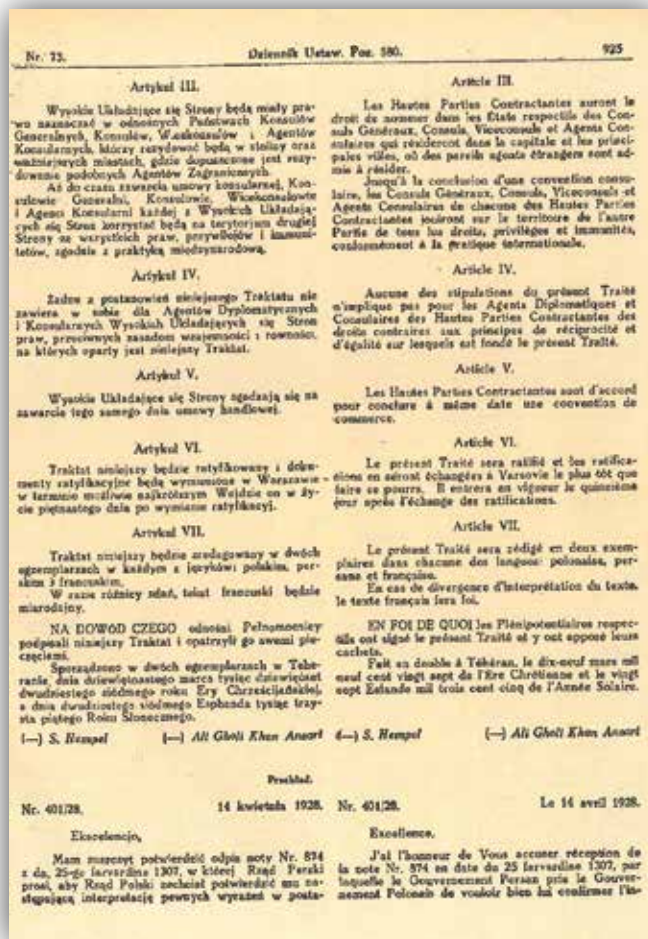 Nr. 73.
Dziennik Ustaw. Poz. 580.
925
Artykuł III.
Wysokie Układające się Strony będą miały pra-
wo naznaczać w odnośnych Państwach Konsulów
Generalnych, Konsulów, Wicekonsulów i Agentów
Konsularnych, którzy rezydować będą w stolicy oraz
ważniejszych miastach, gdzie dopuszczone jest rezy-
dowanie podobnych Agentów Zagranicznych.
Aż do czasu zawarcia umowy konsularnej, Kon-
sulowie Generalni, Konsulowie, Wicekonsulowie
i Agenci Konsularni każdej z Wysokich Układają-
cych się Stron korzystać będą na terytorjum drugiej
Strony ze wszystkich praw, przywilejów i immuni-
tetów, zgodnie z praktyką międzynarodową.
Artykuł IV.
Żadne z postanowień niniejszego Traktatu nie
zawiera w sobie dla Agentów Dyplomatycznych
i Konsularnych Wysokich Układających się Stron
praw, przeciwnych zasadom wzajemności i równości,
na których oparty jest niniejszy Traktat.
Artykuł V.
Wysokie Układające się Strony zgadzają się na
zawarcie tego samego dnia umowy handlowej.
Artykuł VI.
Traktat niniejszy będzie ratyfikowany i doku-
menty ratyfikacyjne będą wymienione w Warszawie
w terminie możliwie najkrótszym. Wejdzie on w ży-
cie piętnastego dnia po wymianie ratyfikacyj.
Artykuł VII.
Traktat niniejszy będzie zredagowany w dwóch
egzemplarzach w każdym z języków: polskim, per-
skim i francuskim.
W razie różnicy zdań, tekst francuski będzie
miarodajny.
NA DOWÓD CZEGO odnośni Pełnomocnicy
podpisali niniejszy Traktat i opatrzyli go swemi pie-
częciami.
Sporządzono w dwóch egzemplarzach w Tehe-
ranie, dnia dziewiętnastego marca tysiąc dziewięćset
dwudziestego siódmego roku Ery Chrześcijańskiej,
a dnia dwudziestego siódmego Esphanda tysiąc trzy-
sta piątego Roku Słonecznego.
(—) S. Hempel (—) Ali Gholi Khan Ansari
Article III.
Les Hautes Parties Contractantes auront le
droit de nommer dans les États respectifs des Con-
suls Généraux, Consuls, Viceconsuls et Agents Con-
sulaires qui résideront dans la capitale et les princi-
pales villes, où des pareils agents étrangers sont ad-
mis à résider.
Jusqu'à la conclusion d'une convention consu-
laire, les Consuls Généraux, Consuls, Viceconsuls et
Agents Consulaires de chacune des Hautes Parties
Contractantes jouiront sur le territoire de l'autre
Partie de tous les droits, privilèges et immunités,
conformément à la pratique internationale.
Article IV.
Aucune des stipulations du présent Traité
n'implique pas pour les Agents Diplomatiques et
Consulaires des Hautes Parties Contractantes des
droits contraires aux principes de réciprocité et
d'égalité sur lesquels est fondé le présent Traité.
Article V.
Les Hautes Parties Contractantes sont d'accord
pour conclure à même date une convention de
commerce.
Article VI.
Le présent Traité sera ratifié et les ratifica-
tions en seront échangées à Varsovie le plus tôt que
faire se pourra. Il entrera en vigueur le quinzième
jour après l'échange des ratifications.
Article VII.
Le présent Traité sera rédigé en deux exem-
plaires dans chacune des langues: polonaise, per-
sane et française.
En cas de divergence d'interprétation du texte,
le texte français fera foi.
EN FOI DE QUOI les Plénipotentiaires respec-
tifs ont signé le présent Traité et y ont apposé leurs
cachets.
Fait en double à Téhéran, le dix-neuf mars mil
neuf cent vingt sept de l'Ère Chrétienne et le vingt
sept Esfande mil trois cent cinq de l'Année Solaire.
(—) S. Hempel (—) Ali Gholi Khan Ansari
Przekład.
Nr. 401/28. 14 kwietnia 1928.
Ekscelencjo,
Mam zaszczyt potwierdzić odpis noty Nr. 874
z dn. 25-go farvardina 1307, w której Rząd Perski
prosi, aby Rząd Polski zechciał potwierdzić mu na-
stępującą interpretację pewnych wyrażeń w posta-
Nr. 401/28. Le 14 avril 1928.
Excellence,
J'ai l'honneur de Vous accuser réception de
la note Nr. 874 en date du 25 farvardine 1307, par
laquelle le Gouvernement Persan prie le Gouver-
nement Polonais de vouloir bien lui confirmer l'in-